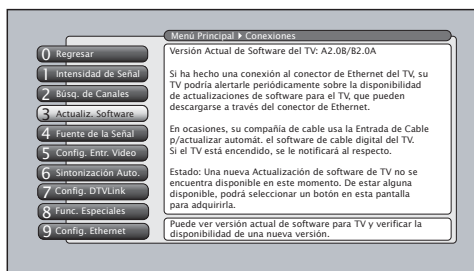 Menú Principal ▶ Conexiones
0 Regresar
1 Intensidad de Señal
2 Búsq. de Canales
3 Actualiz. Software
4 Fuente de la Señal
5 Config. Entr. Video
6 Sintonización Auto.
7 Config. DTVLink
8 Func. Especiales
9 Config. Ethernet
Versión Actual de Software del TV: A2.08/B2.0A
Si ha hecho una conexión al conector de Ethernet del TV, su
TV podría alertarle periódicamente sobre la disponibilidad
de actualizaciones de software para el TV, que pueden
descargarse a través del conector de Ethernet.
En ocasiones, su compañía de cable usa la Entrada de Cable
p/actualizar automát. el software de cable digital del TV.
Si el TV está encendido, se le notificará al respecto.
Estado: Una nueva Actualización de software de TV no se
encuentra disponible en este momento. De estar alguna
disponible, podrá seleccionar un botón en esta pantalla
para adquirirla.
Puede ver versión actual de software para TV y verificar la
disponibilidad de una nueva versión.